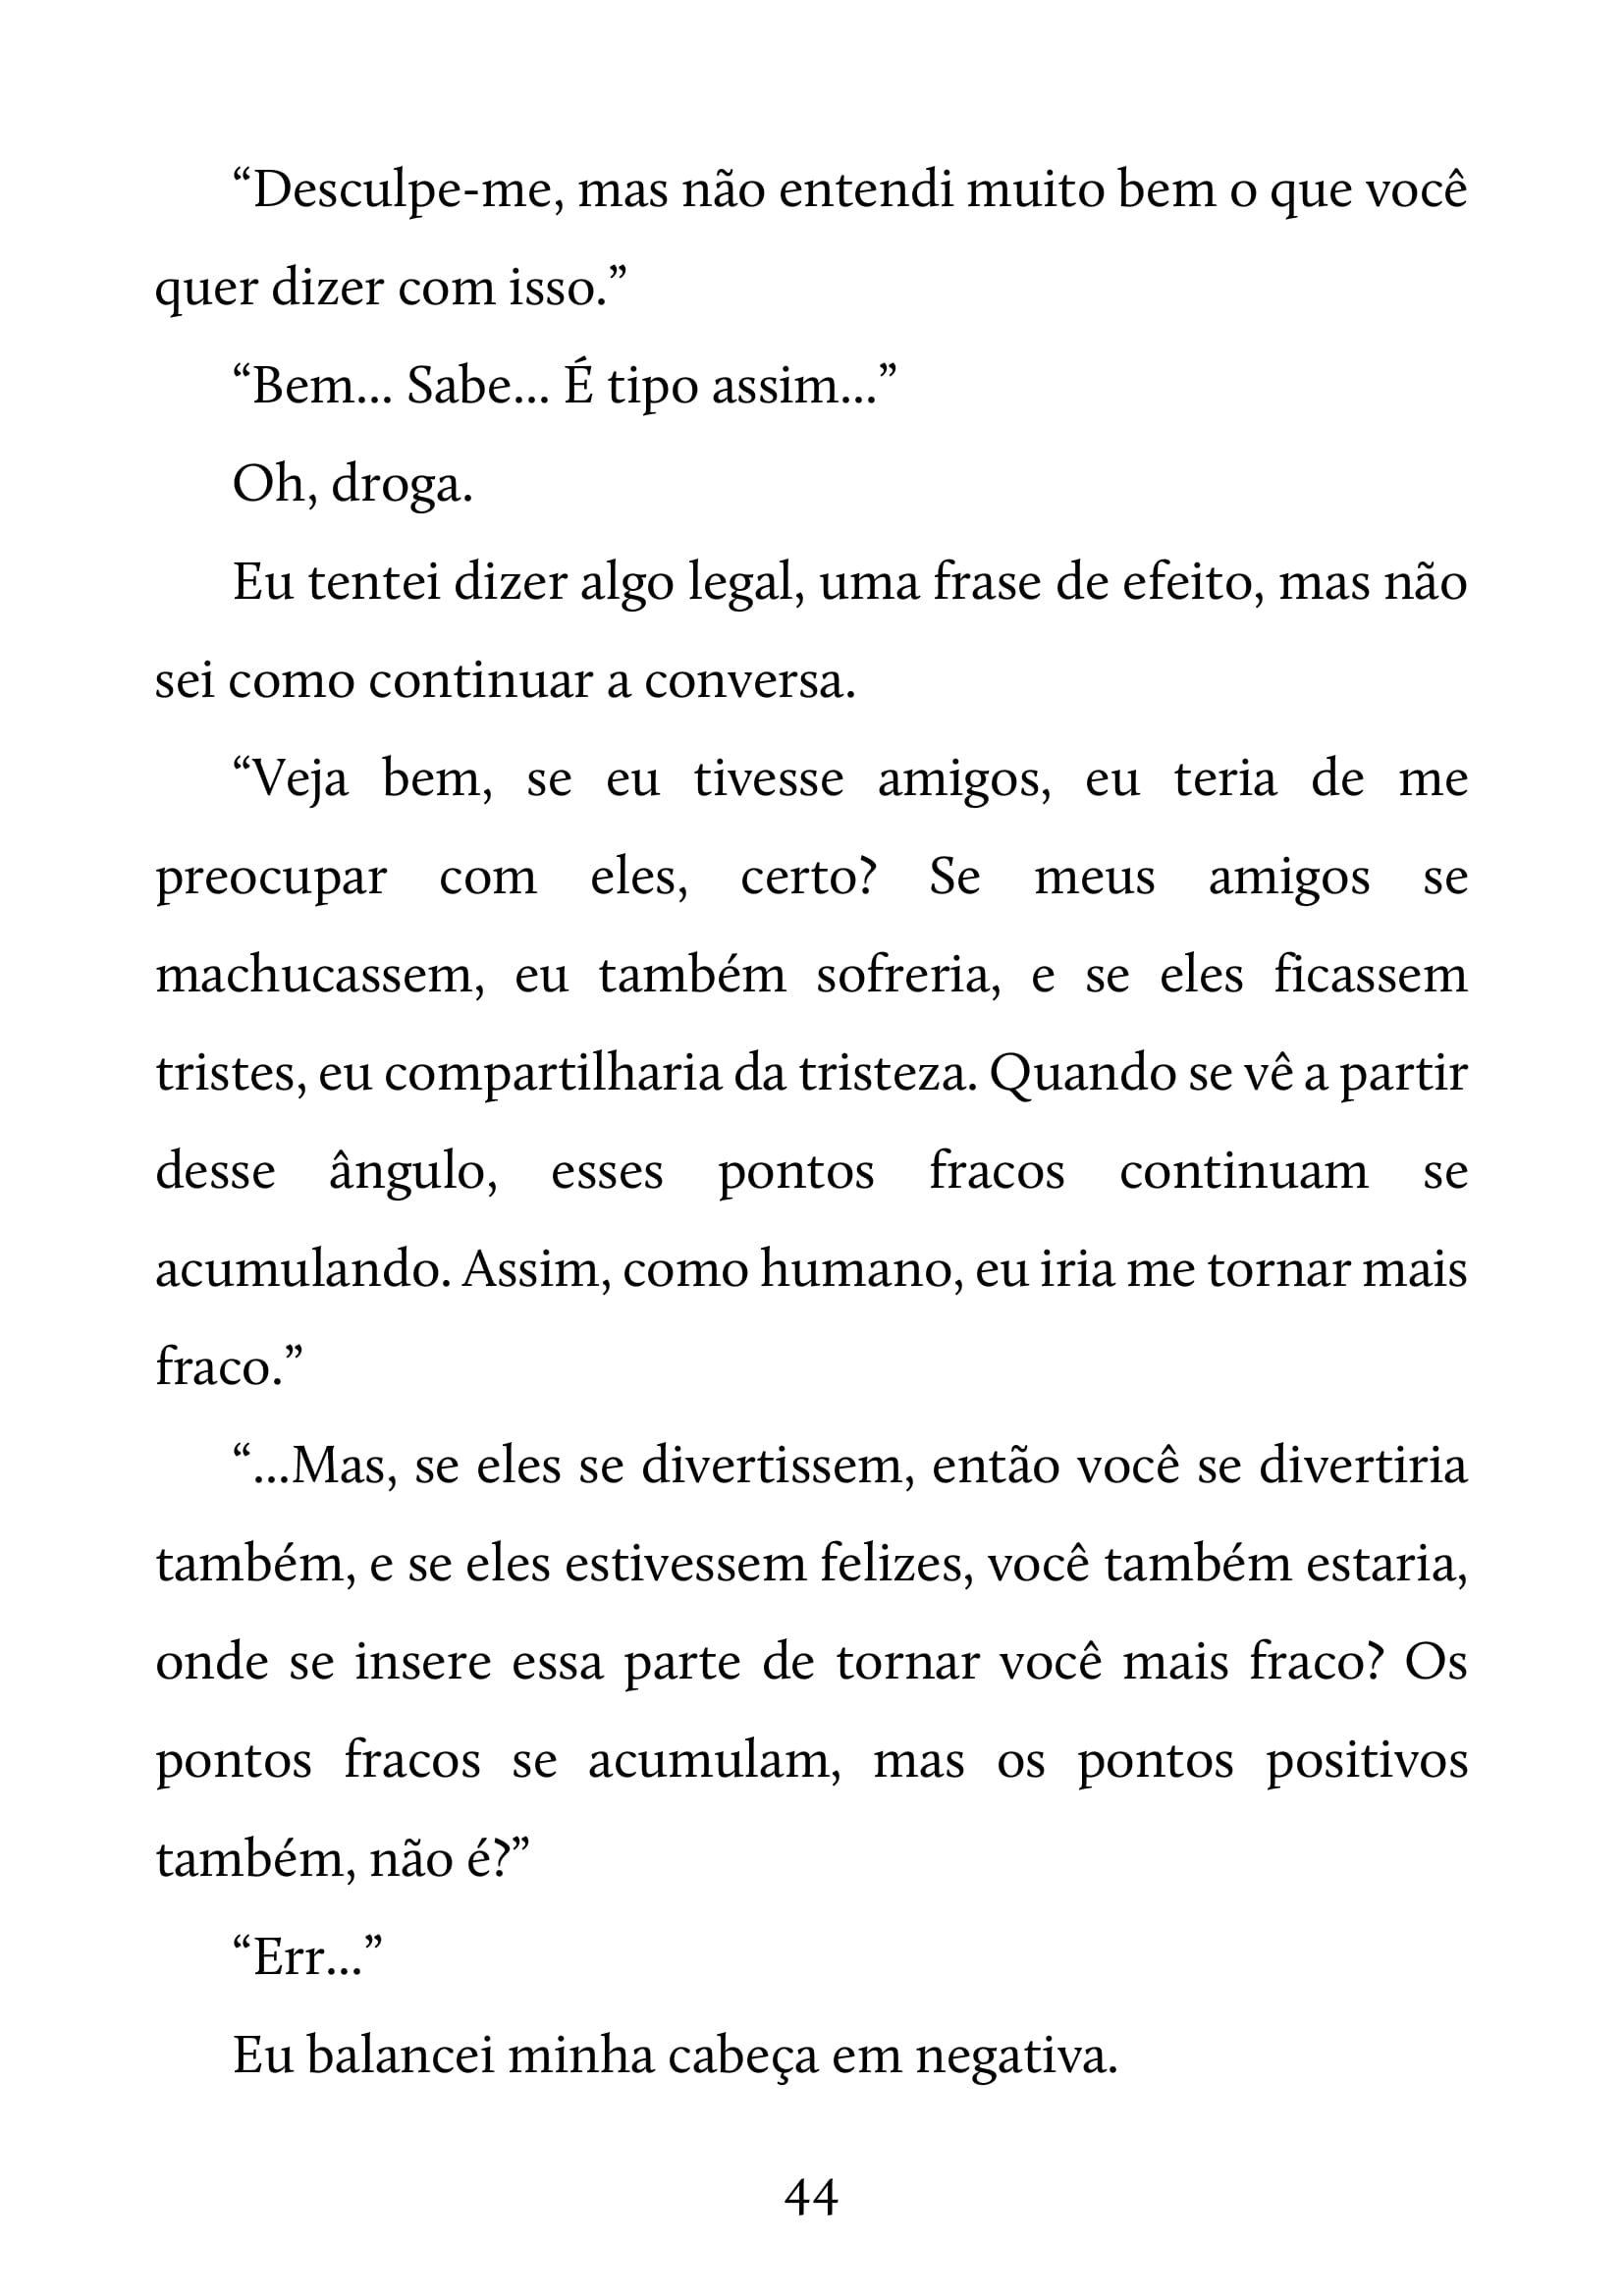 “Desculpe-me, mas não entendi muito bem o que você
quer dizer com isso.”
“Bem... Sabe... É tipo assim...”
Oh, droga.
Eu tentei dizer algo legal, uma frase de efeito, mas não
sei como continuar a conversa.
“Veja bem, se eu tivesse amigos, eu teria de me
preocupar com eles, certo? Se meus amigos se
machucassem, eu também sofreria, e se eles ficassem
tristes, eu compartilharia da tristeza. Quando se vê a partir
desse ângulo, esses pontos fracos continuam se
acumulando. Assim, como humano, eu iria me tornar mais
fraco.”
“...Mas, se eles se divertissem, então você se divertiria
também, e se eles estivessem felizes, você também estaria,
onde se insere essa parte de tornar você mais fraco? Os
pontos fracos se acumulam, mas os pontos positivos
também, não é?”
“Err...”
Eu balancei minha cabeça em negativa.
44